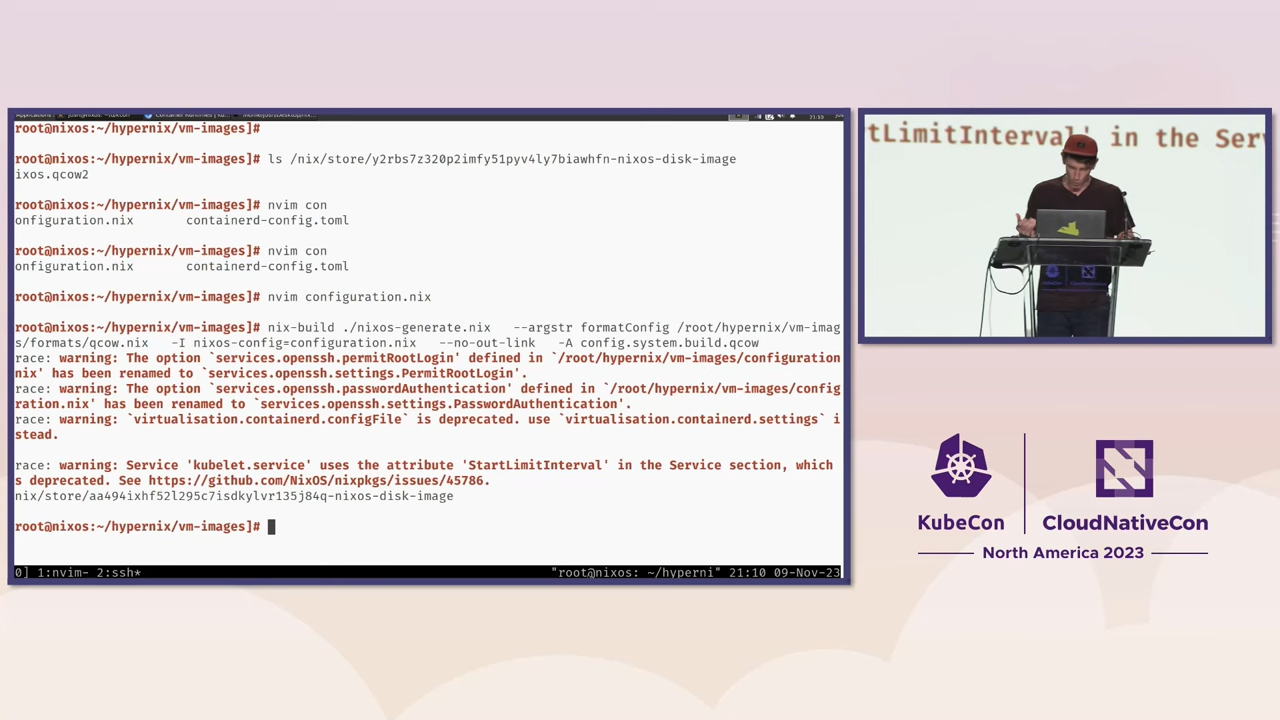 root@nixos:~/hypernix/vm-images]#
root@nixos:~/hypernix/vm-images]# ls /nix/store/y2rbs7z320p2imfy51pyv4ly7biawhfn-nixos-disk-image
ixos.qcow2
root@nixos:~/hypernix/vm-images]# nvim con
onfiguration.nix containerd-config.toml
root@nixos:~/hypernix/vm-images]# nvim con
onfiguration.nix containerd-config.toml
root@nixos:~/hypernix/vm-images]# nvim configuration.nix
root@nixos:~/hypernix/vm-images]# nix-build ./nixos-generate.nix --argstr formatConfig /root/hypernix/vm-imag
s/formats/qcow.nix -I nixos-config=configuration.nix --no-out-link -A config.system.build.qcow
race: warning: The option `services.openssh.permitRootLogin' defined in `/root/hypernix/vm-images/configuration
nix' has been renamed to `services.openssh.settings.PermitRootLogin'.
race: warning: The option `services.openssh.passwordAuthentication' defined in `/root/hypernix/vm-images/config
ration.nix' has been renamed to `services.openssh.settings.PasswordAuthentication'.
race: warning: `virtualisation.containerd.configFile` is deprecated. use `virtualisation.containerd.settings` i
stead.
race: warning: Service 'kubelet.service' uses the attribute 'StartLimitInterval' in the Service section, which
s deprecated. See https://github.com/NixOS/nixpkgs/issues/45786.
nix/store/aa494ixhf52l295c7isdkylvr135j84q-nixos-disk-image
root@nixos:~/hypernix/vm-images]#
0] 1:nvim- 2:ssh* "root@nixos: ~/hyperni" 21:10 09-Nov-23
tLimitInterval' in the Ser
KubeCon
CloudNativeCon
North America 2023